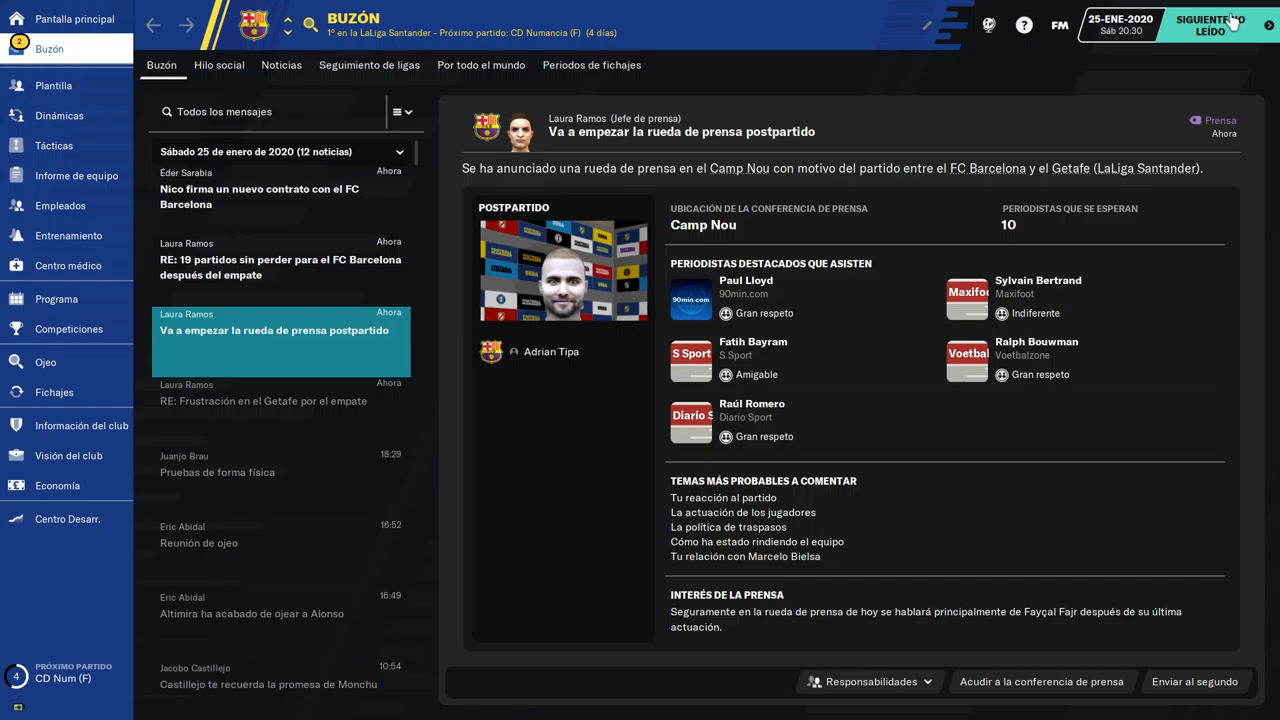 Pantalla principal
2
Buzón
Plantilla
Dinámicas
Tácticas
Informe de equipo
Empleados
Entrenamiento
Centro médico
Programa
Competiciones
Ojeo
Fichajes
Información del club
Visión del club
Economía
Centro Desarr.
PRÓXIMO PARTIDO
4
CD Num (F)
BUZÓN
1º en la LaLiga Santander - Próximo partido: CD Numancia (F) (4 días)
?
FM
25-ENE-2020
Sáb 20:30
SIGUIENTE NO
LEÍDO
Buzón
Hilo social
Noticias
Seguimiento de ligas
Por todo el mundo
Periodos de fichajes
Todos los mensajes
Sábado 25 de enero de 2020 (12 noticias)
Éder Sarabia
Ahora
Nico firma un nuevo contrato con el FC
Barcelona
Laura Ramos
Ahora
RE: 19 partidos sin perder para el FC Barcelona
después del empate
Laura Ramos
Ahora
Va a empezar la rueda de prensa postpartido
Laura Ramos
Ahora
RE: Frustración en el Getafe por el empate
Juanjo Brau
18:29
Pruebas de forma física
Eric Abidal
16:52
Reunión de ojeo
Eric Abidal
16:49
Altimira ha acabado de ojear a Alonso
Jacobo Castillejo
10:54
Castillejo te recuerda la promesa de Monchu
Laura Ramos (Jefe de prensa)
Va a empezar la rueda de prensa postpartido
Prensa
Ahora
Se ha anunciado una rueda de prensa en el Camp Nou con motivo del partido entre el FC Barcelona y el Getafe (LaLiga Santander).
POSTPARTIDO
Adrian Tipa
UBICACIÓN DE LA CONFERENCIA DE PRENSA
Camp Nou
PERIODISTAS QUE SE ESPERAN
10
PERIODISTAS DESTACADOS QUE ASISTEN
90min.com
Paul Lloyd
90min.com
Gran respeto
Maxifoo
Sylvain Bertrand
Maxifoot
Indiferente
S Sport
Fatih Bayram
S Sport
Amigable
Voetbal
Ralph Bouwman
Voetbalzone
Gran respeto
Diario S
Raúl Romero
Diario Sport
Gran respeto
TEMAS MÁS PROBABLES A COMENTAR
Tu reacción al partido
La actuación de los jugadores
La política de traspasos
Cómo ha estado rindiendo el equipo
Tu relación con Marcelo Bielsa
INTERÉS DE LA PRENSA
Seguramente en la rueda de prensa de hoy se hablará principalmente de Fayçal Fajr después de su última
actuación.
Responsabilidades
Acudir a la conferencia de prensa
Enviar al segundo